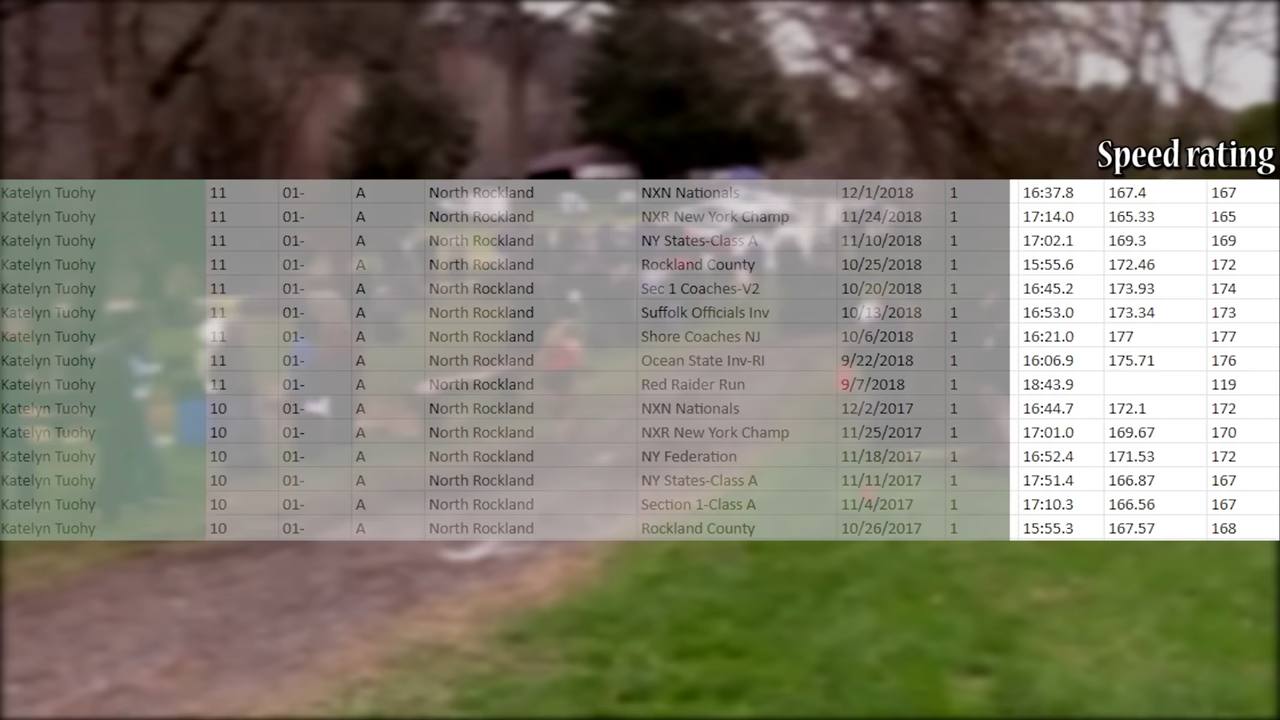 Speed rating
Katelyn Tuohy 11 01- A North Rockland NXN Nationals 12/1/2018 1 16:37.8 167.4 167
Katelyn Tuohy 11 01- A North Rockland NXR New York Champ 11/24/2018 1 17:14.0 165.33 165
Katelyn Tuohy 11 01- A North Rockland NY States-Class A 11/10/2018 1 17:02.1 169.3 169
Katelyn Tuohy 11 01- A North Rockland Rockland County 10/25/2018 1 15:55.6 172.46 172
Katelyn Tuohy 11 01- A North Rockland Sec 1 Coaches-V2 10/20/2018 1 16:45.2 173.93 174
Katelyn Tuohy 11 01- A North Rockland Suffolk Officials Inv 10/13/2018 1 16:53.0 173.34 173
Katelyn Tuohy 11 01- A North Rockland Shore Coaches NJ 10/6/2018 1 16:21.0 177 177
Katelyn Tuohy 11 01- A North Rockland Ocean State Inv-RI 9/22/2018 1 16:06.9 175.71 176
Katelyn Tuohy 11 01- A North Rockland Red Raider Run 9/7/2018 1 18:43.9 119
Katelyn Tuohy 10 01- A North Rockland NXN Nationals 12/2/2017 1 16:44.7 172.1 172
Katelyn Tuohy 10 01- A North Rockland NXR New York Champ 11/25/2017 1 17:01.0 169.67 170
Katelyn Tuohy 10 01- A North Rockland NY Federation 11/18/2017 1 16:52.4 171.53 172
Katelyn Tuohy 10 01- A North Rockland NY States-Class A 11/11/2017 1 17:51.4 166.87 167
Katelyn Tuohy 10 01- A North Rockland Section 1-Class A 11/4/2017 1 17:10.3 166.56 167
Katelyn Tuohy 10 01- A North Rockland Rockland County 10/26/2017 1 15:55.3 167.57 168